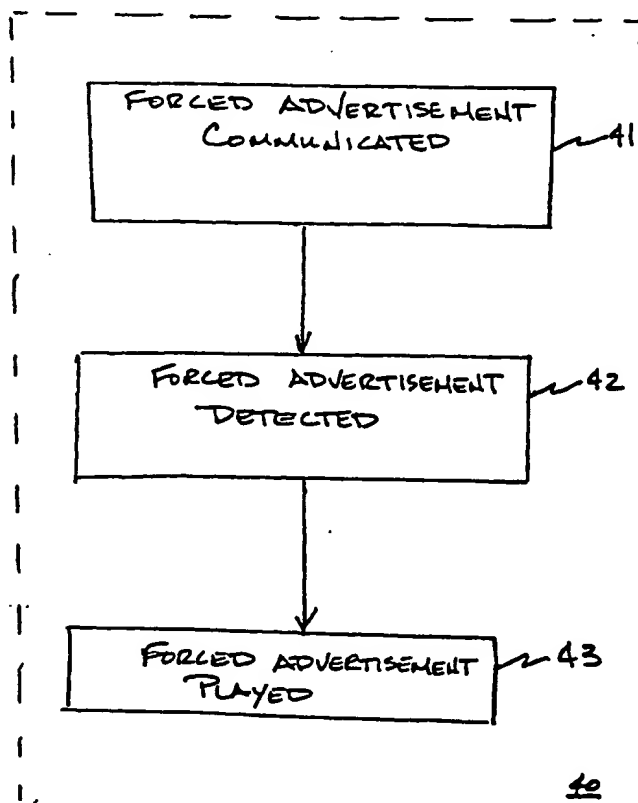 FORCED ADVERTISEMENT
COMMUNICATED
41
FORCED ADVERTISEMENT
DETECTED
42
FORCED ADVERTISEMENT
PLAYED
43
40